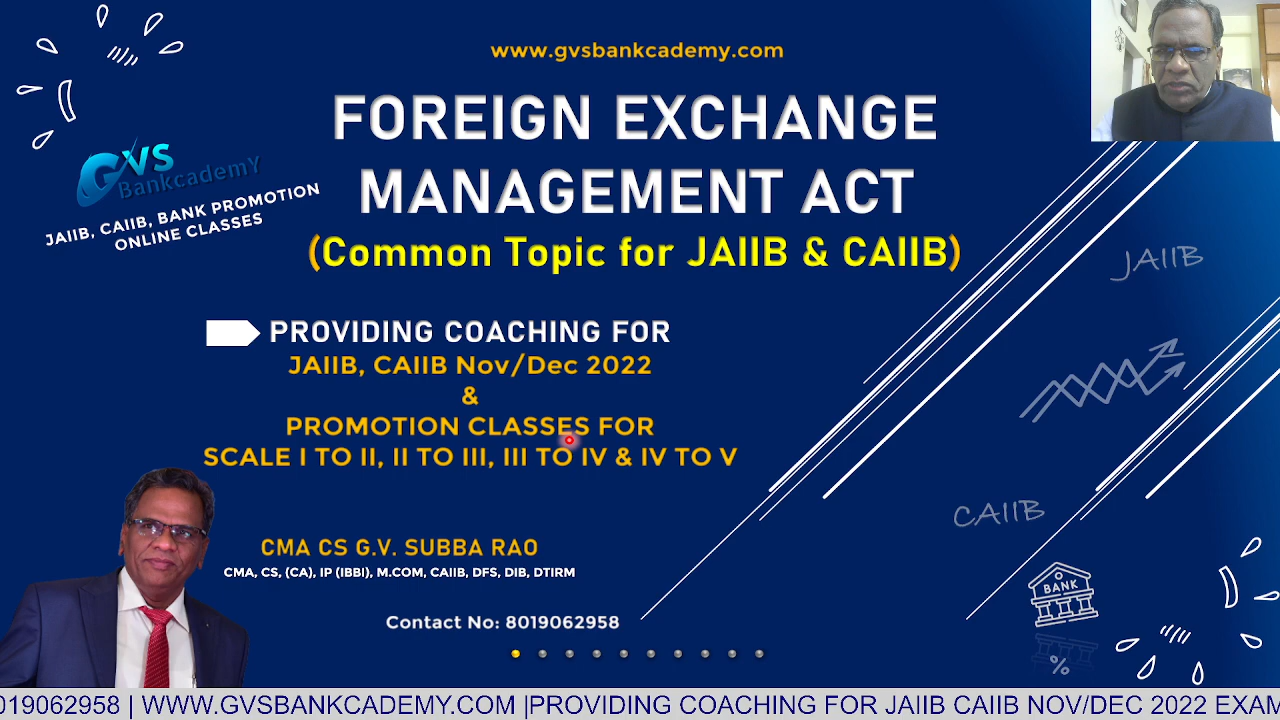 www.gvsbankcademy.com
FOREIGN EXCHANGE
MANAGEMENT ACT
(Common Topic for JAIIB & CAIIB)
GVS
Bankcademy
JAIIB, CAIIB, BANK PROMOTION
ONLINE CLASSES
JAIIB
PROVIDING COACHING FOR
JAIIB, CAIIB Nov/Dec 2022
&
PROMOTION CLASSES FOR
SCALE I TO II, II TO III, III TO IV & IV TO V
CAIIB
CMA CS G.V. SUBBA RAO
CMA, CS, (CA), IP (IBBI), M.COM, CAIIB, DFS, DIB, DTIRM
BANK
Contact No: 8019062958
%
019062958 | WWW.GVSBANKCADEMY.COM |PROVIDING COACHING FOR JAIIB CAIIB NOV/DEC 2022 EXAM